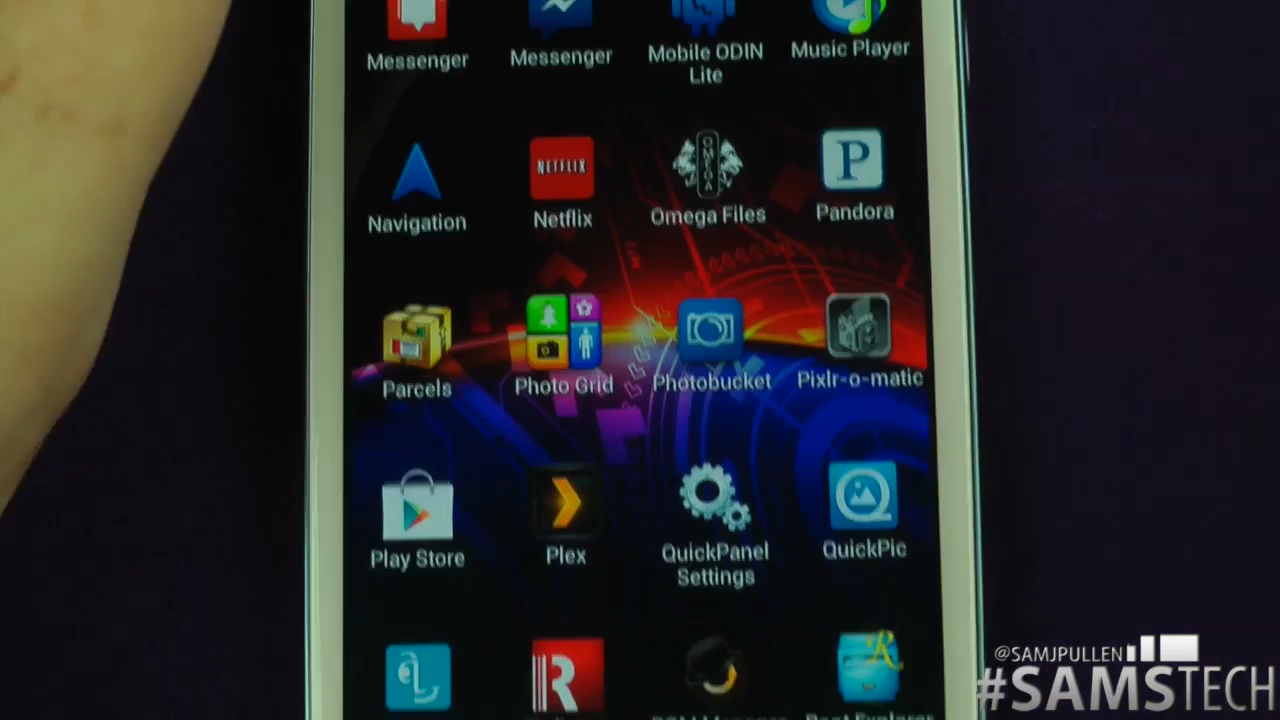 Messenger
Messenger
Mobile ODIN
Lite
Music Player
Navigation
NETFLIX
Netflix
OMEGA
Omega Files
P
Pandora
Parcels
Photo Grid
Photobucket
Pixlr-o-matic
Play Store
Plex
QuickPanel
Settings
QuickPic
R
R
@SAMJPULLEN
#SAMSTECH